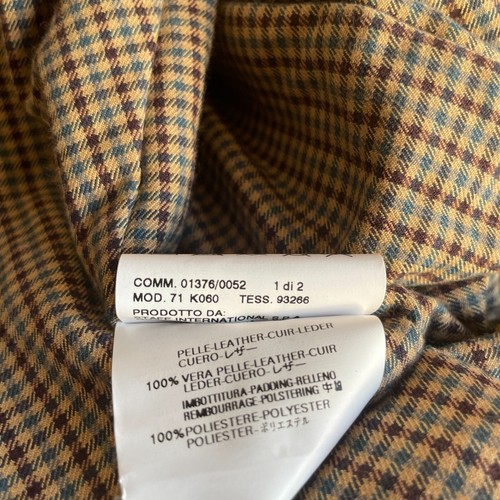 COMM. 01376/0052 1 di 2
MOD. 71 K060 TESS. 93266
PRODOTTO DA:
STAFF INTERNATIONAL S.P.A.
PELLE-LEATHER-CUIR-LEDER
CUERO-レザー
100% VERA PELLE-LEATHER-CUIR
LEDER-CUERO-レザー
IMBOTTITURA-PADDING-RELLENO
REMBOURRAGE-POLSTERING 中綿
100%POLIESTERE-POLYESTER
POLIESTER-ポリエステル